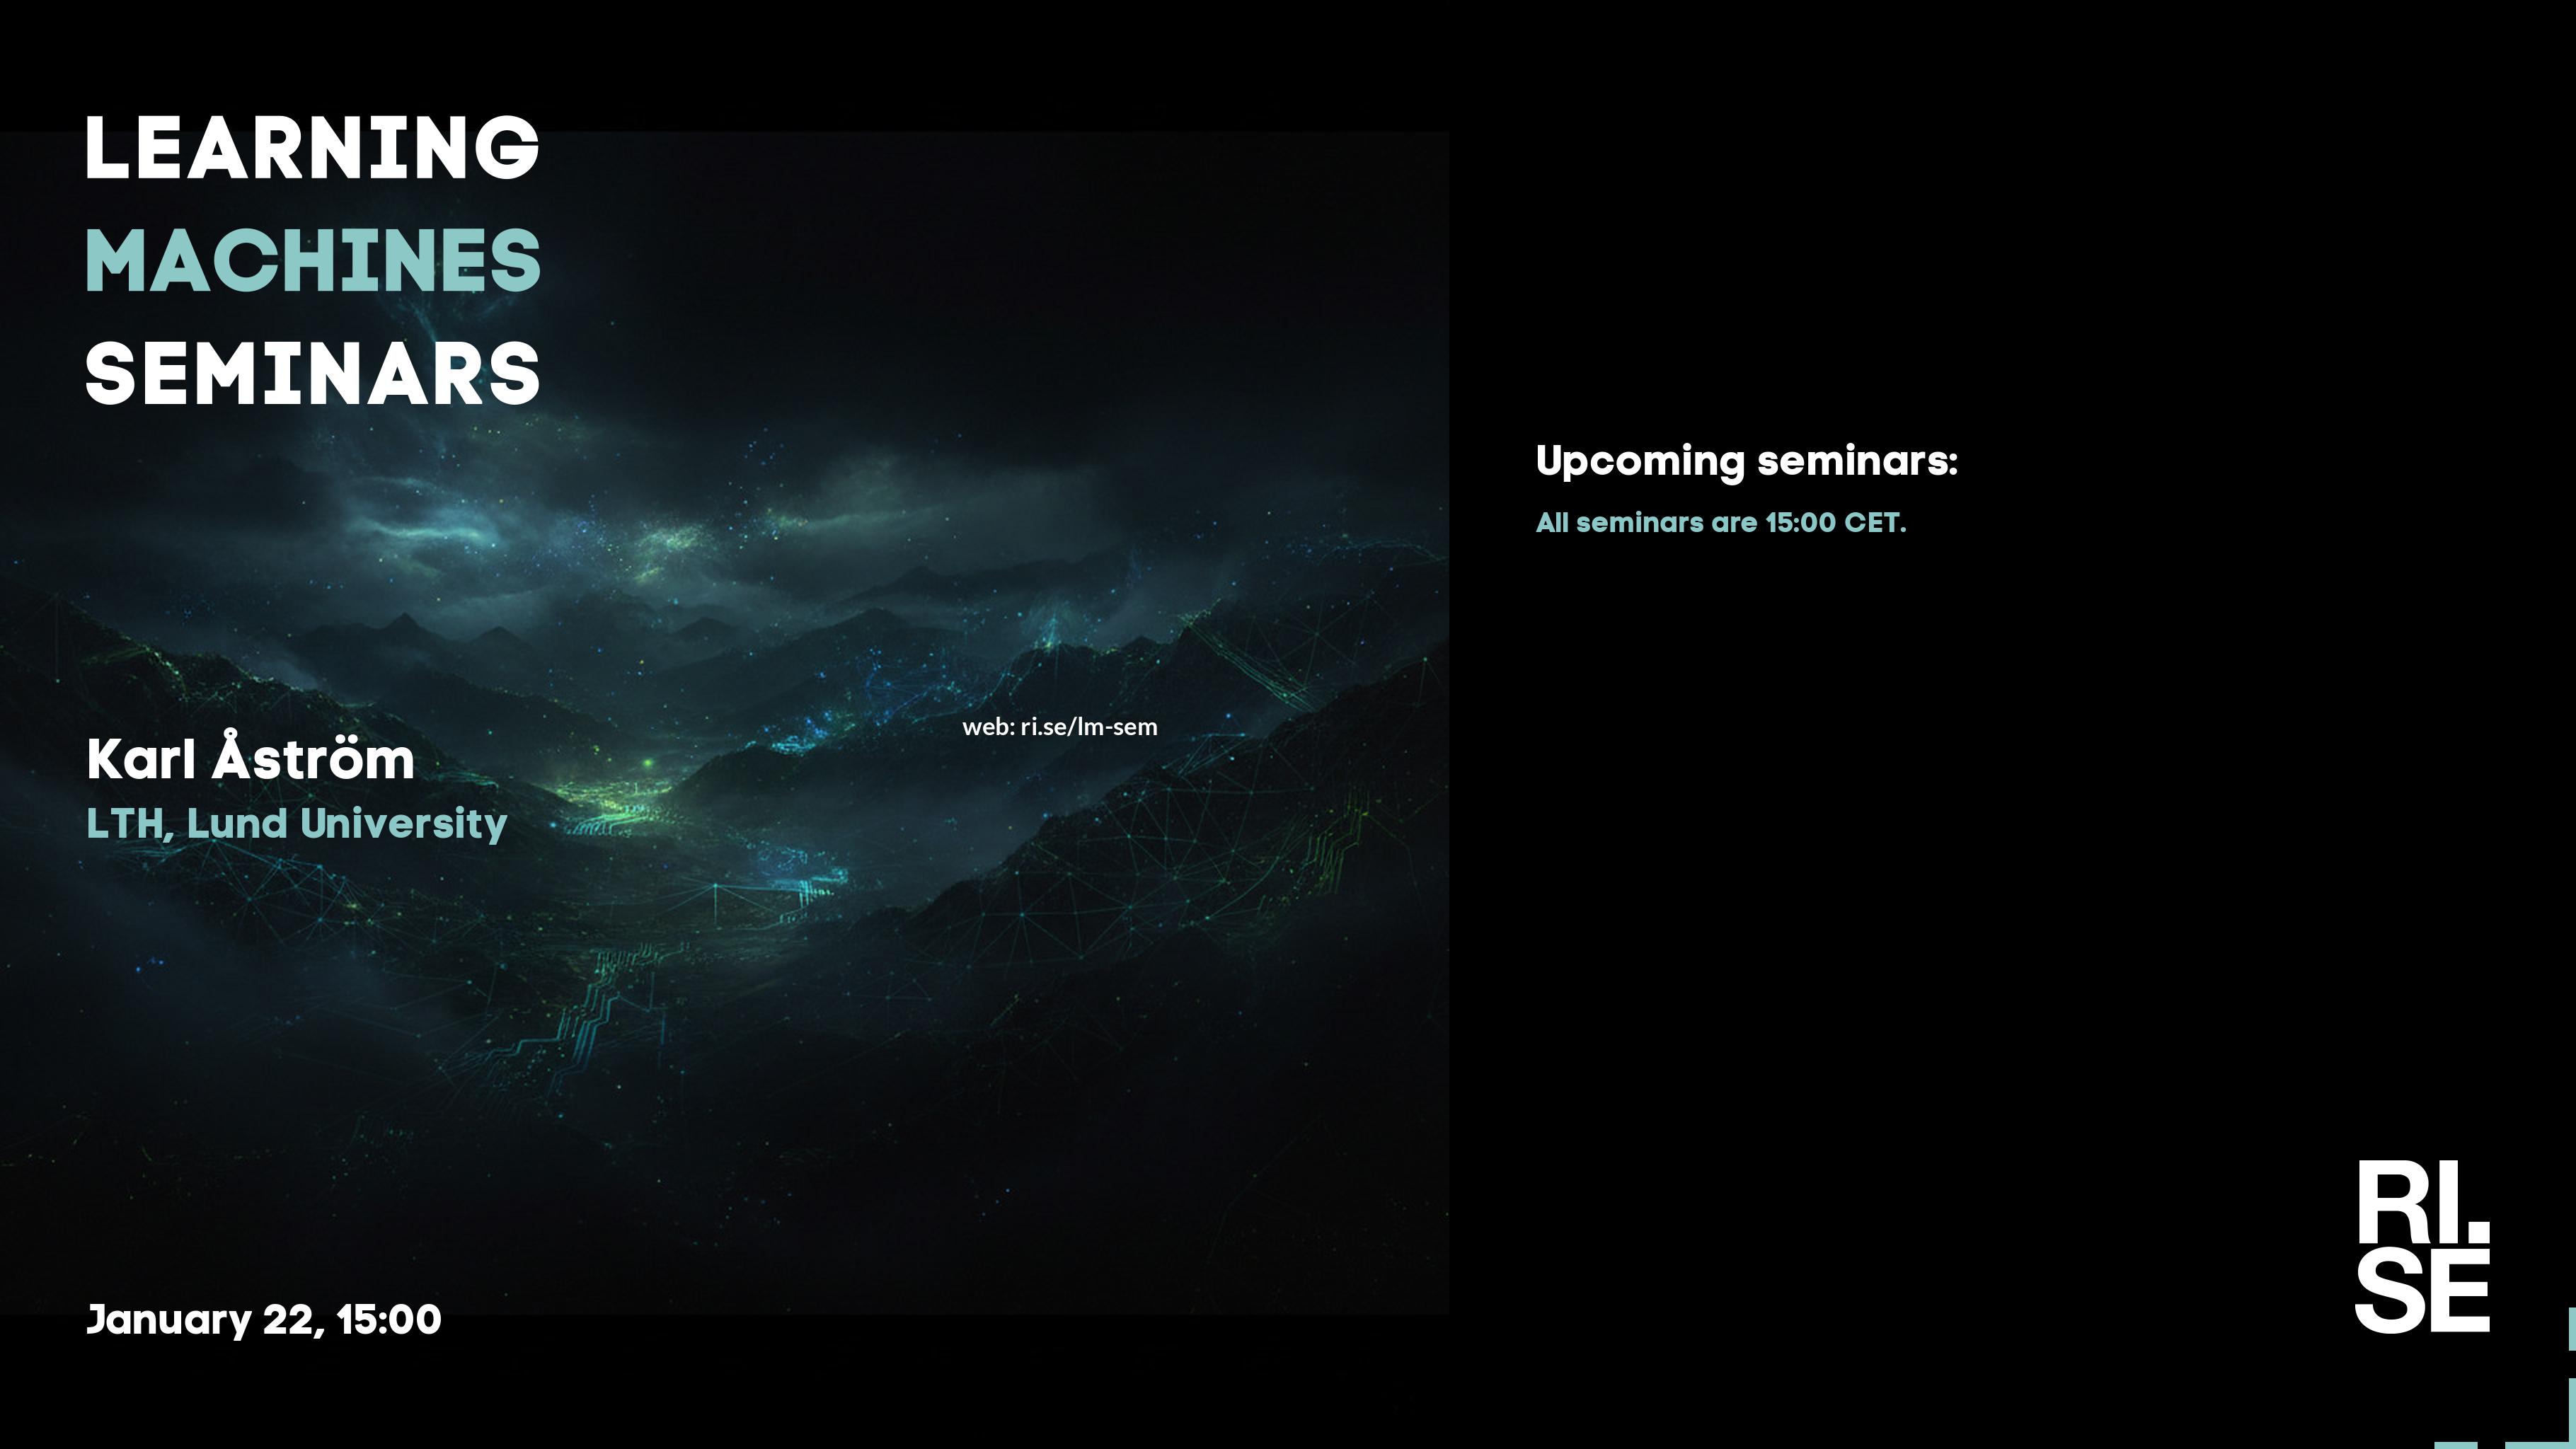 LEARNING
MACHINES
SEMINARS
Karl Åström
LTH, Lund University
January 22, 15:00
web: ri.se/lm-sem
Upcoming seminars:
All seminars are 15:00 CET.
RI.
SE